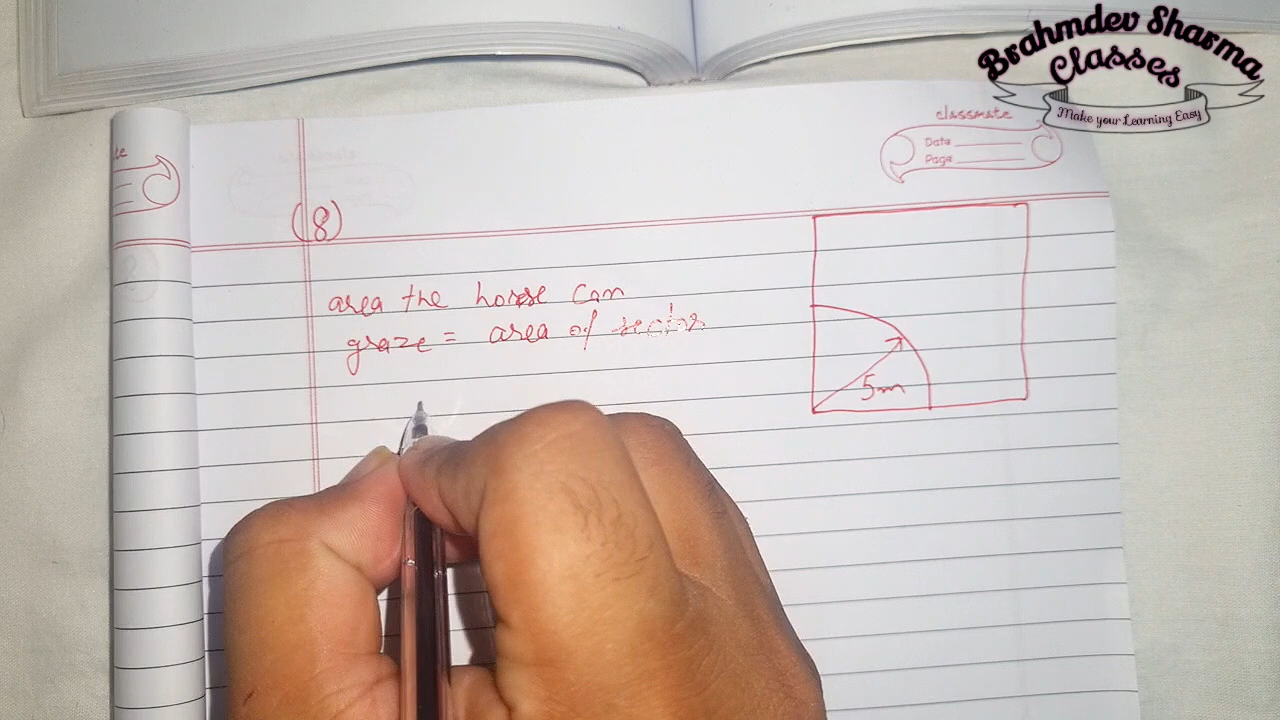 Brahmdev Sharma
Classes
Make your Learning Easy
classmate
Date
Page
(8)
area the horse can
graze = area of sector
5m